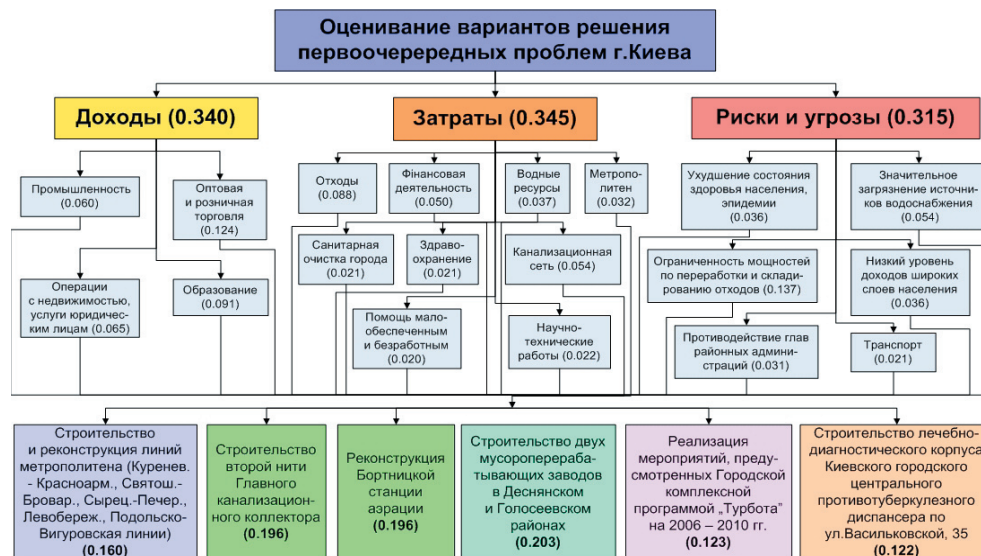 Оценивание вариантов решения
первоочерередных проблем г.Киева
Доходы (0.340)
Затраты (0.345)
Риски и угрозы (0.315)
Промышленность
(0.060)
Оптовая
и розничная
торговля
(0.124)
Операции
с недвижимостью,
услуги юридичес-
ким лицам (0.065)
Образование
(0.091)
Отходы
(0.088)
Фінансовая
деятельность
(0.050)
Водные
ресурсы
(0.037)
Метропо-
литен
(0.032)
Санитарная
очистка города
(0.021)
Здраво-
охранение
(0.021)
Канализационная
сеть (0.054)
Помощь мало-
обеспеченным
и безработным
(0.020)
Научно-
технические
работы (0.022)
Ухудшение состояния
здоровья населения,
эпидемии
(0.036)
Значительное
загрязнение источни-
ков водоснабжения
(0.054)
Ограниченность мощностей
по переработки и склади-
рованию отходов (0.137)
Низкий уровень
доходов широких
слоев населения
(0.036)
Противодействие глав
районных админи-
страций (0.031)
Транспорт
(0.021)
Строительство
и реконструкция линий
метрополитена (Куренев.
- Красноарм., Святош.-
Бровар., Сырец.-Печер.,
Левобереж., Подольско-
Вигуровская линии)
(0.160)
Строительство
второй нити
Главного
канализацион-
ного коллектора
(0.196)
Реконструкция
Бортницкой
станции
аэрации
(0.196)
Строительство двух
мусороперераба-
тывающих заводов
в Деснянском
и Голосеевском
районах
(0.203)
Реализация
мероприятий, преду-
смотренных Городской
комплексной
программой „Турбота"
на 2006 – 2010 гг.
(0.123)
Строительство лечебно-
диагностического корпуса
Киевского городского
центрального
противотуберкулезного
диспансера по
ул.Васильковской, 35
(0.122)